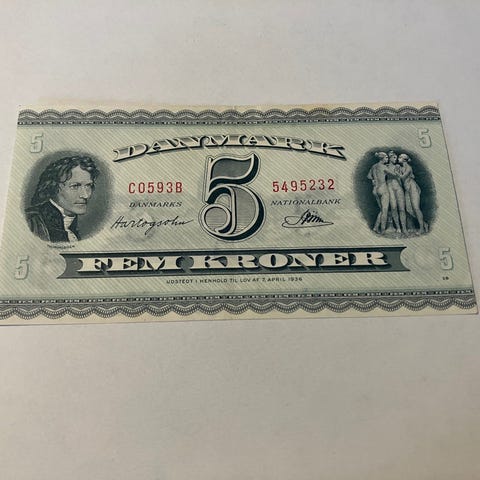 5 5
DANMARK
C0593B 5 5495232
DANMARKS NATIONALBANK
Hartogsohn
5 FEM KRONER 5
UDSTEDT I HENHOLD TIL LOV AF 7. APRIL 1936